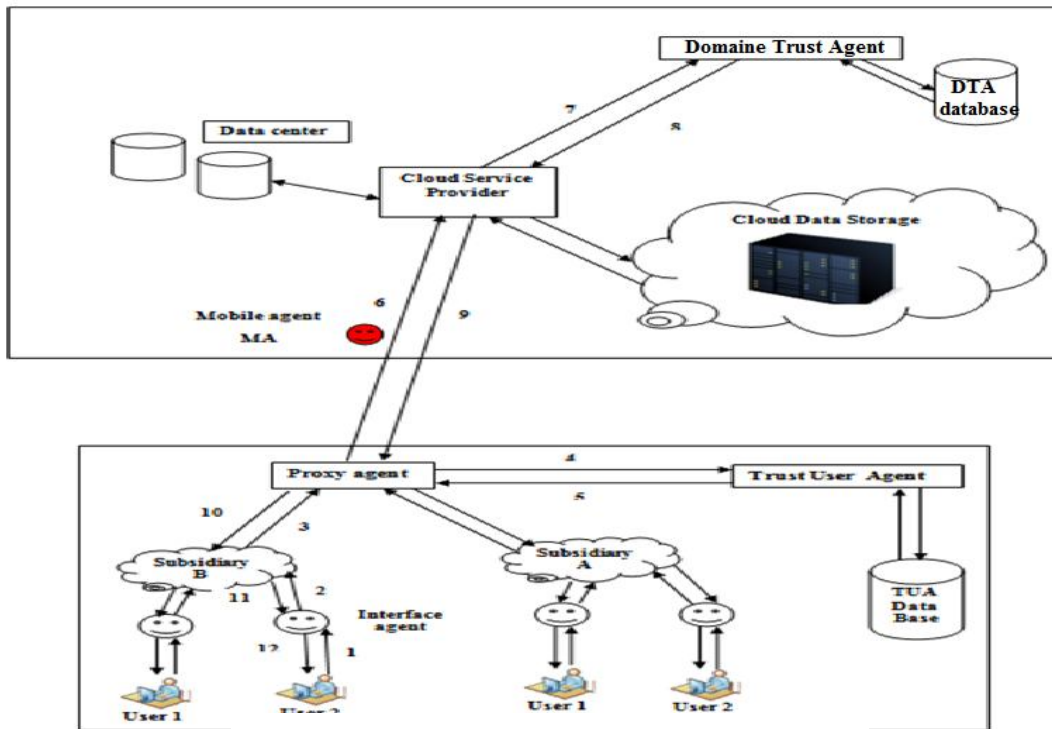 Domaine Trust Agent
DTA
database
7
8
Data center
Cloud Service
Provider
Cloud Data Storage
6
9
Mobile agent
MA
4
Proxy agent
Trust User Agent
5
10
3
Subsidiary
B
Subsidiary
A
2
11
Interface
agent
TUA
Data
Base
12
1
User 1
User
User 1
User 2